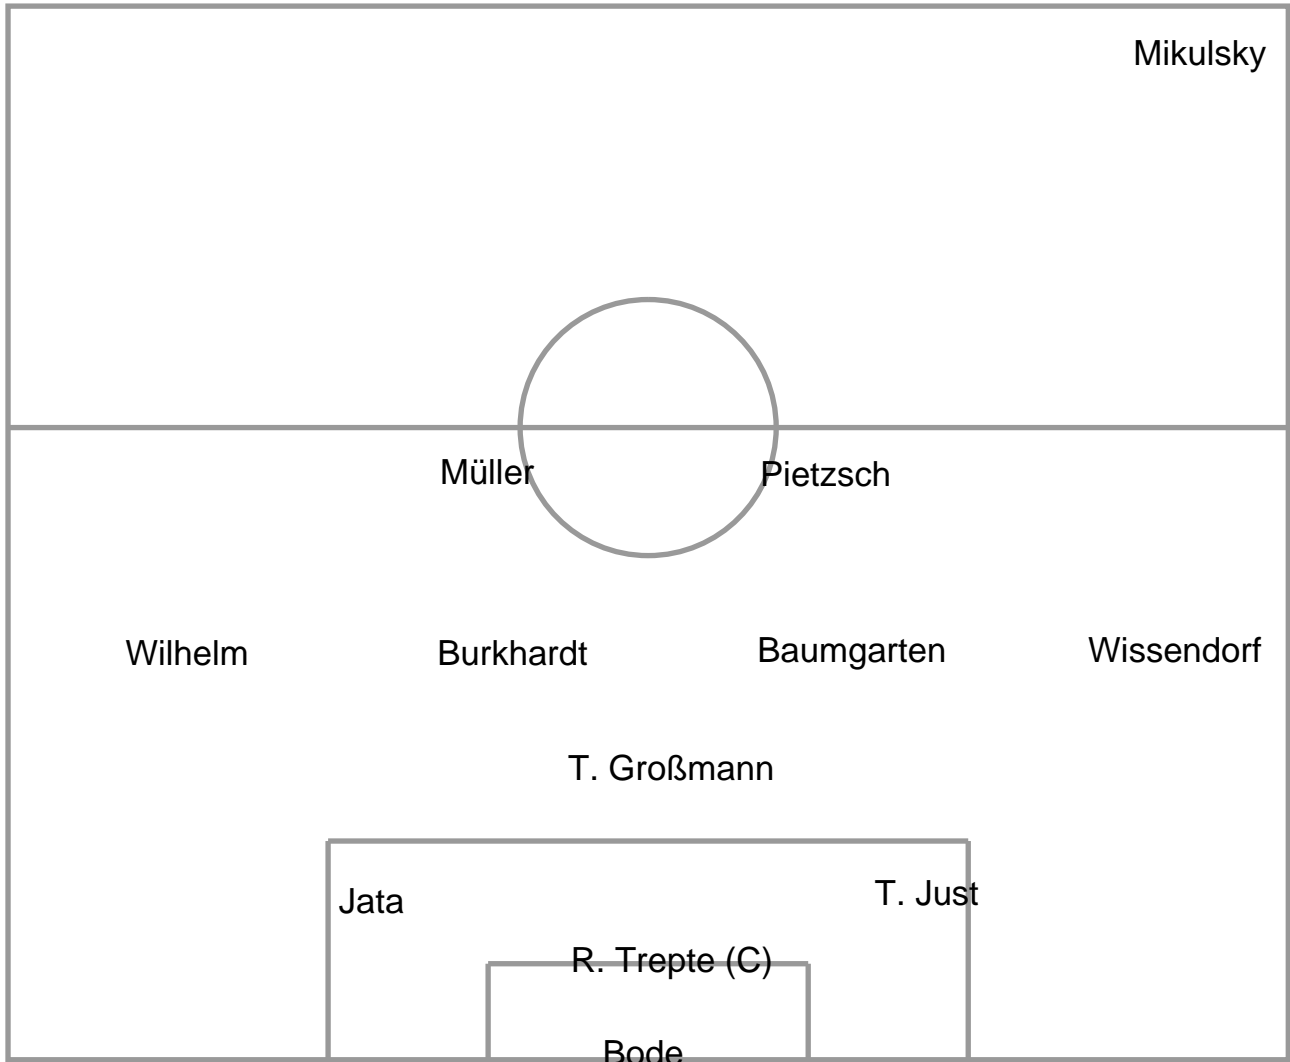 Mikulsky
Müller
Pietzsch
Wilhelm
Burkhardt
Baumgarten
Wissendorf
T. Großmann
Jata
T. Just
R. Trepte (C)
Bode